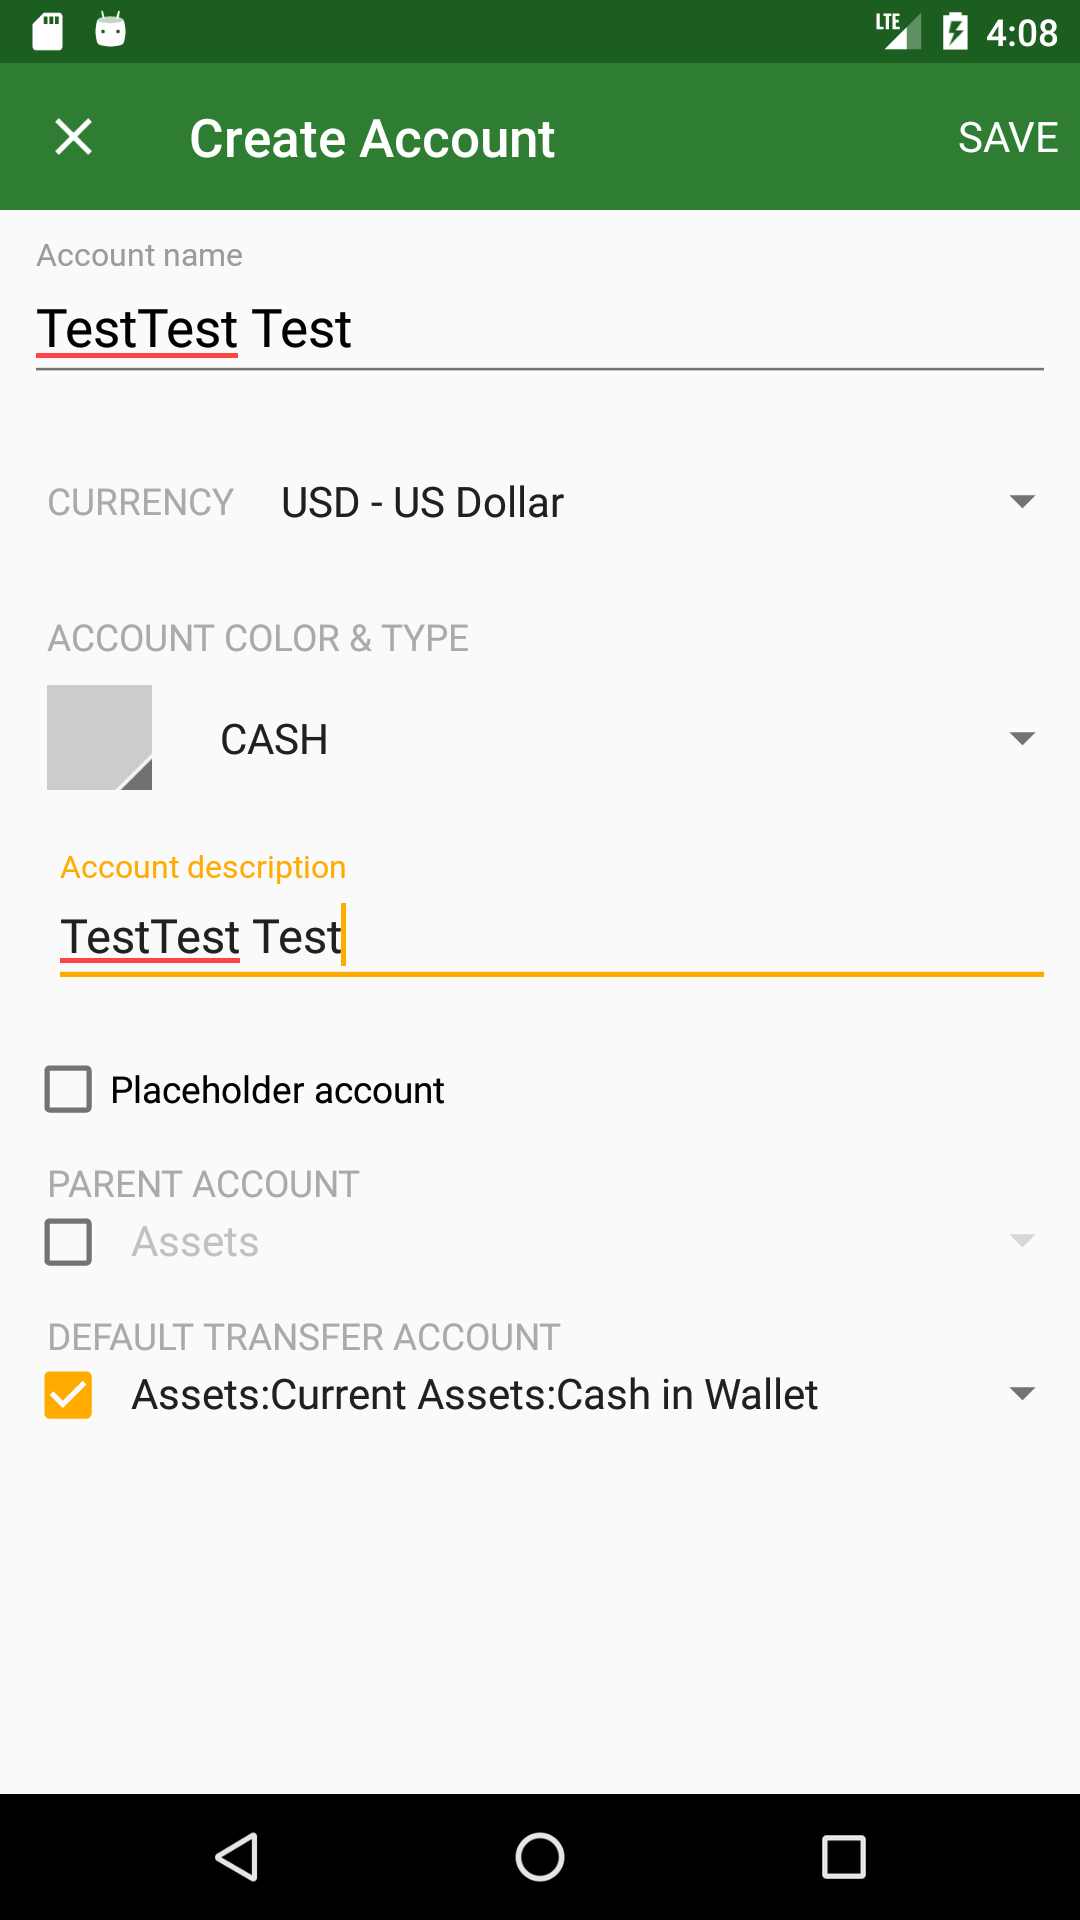 LTE 4:08
Create Account SAVE
Account name
TestTest Test
CURRENCY USD - US Dollar
ACCOUNT COLOR & TYPE
CASH
Account description
TestTest Test
Placeholder account
PARENT ACCOUNT
Assets
DEFAULT TRANSFER ACCOUNT
Assets:Current Assets:Cash in Wallet